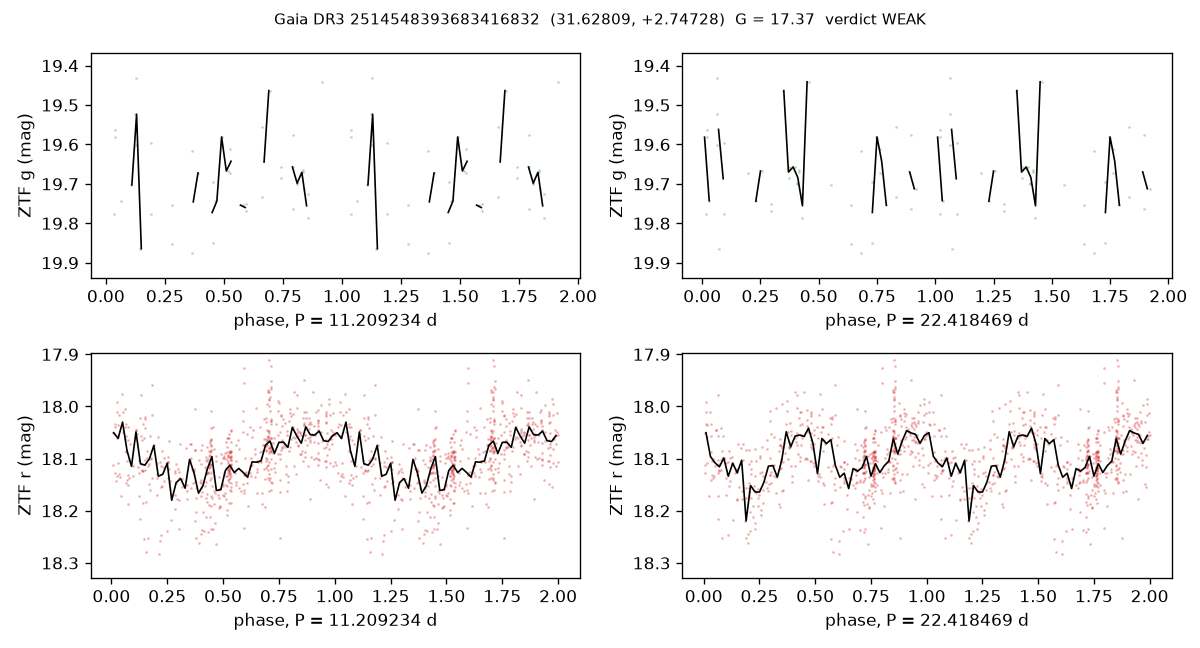 Gaia DR3 2514548393683416832  (31.62809, +2.74728)  G = 17.37  verdict WEAK
ZTF g (mag)
19.4
19.5
19.6
19.7
19.8
19.9
0.00 0.25 0.50 0.75 1.00 1.25 1.50 1.75 2.00
phase, P = 11.209234 d
ZTF g (mag)
19.4
19.5
19.6
19.7
19.8
19.9
0.00 0.25 0.50 0.75 1.00 1.25 1.50 1.75 2.00
phase, P = 22.418469 d
ZTF r (mag)
17.9
18.0
18.1
18.2
18.3
0.00 0.25 0.50 0.75 1.00 1.25 1.50 1.75 2.00
phase, P = 11.209234 d
ZTF r (mag)
17.9
18.0
18.1
18.2
18.3
0.00 0.25 0.50 0.75 1.00 1.25 1.50 1.75 2.00
phase, P = 22.418469 d